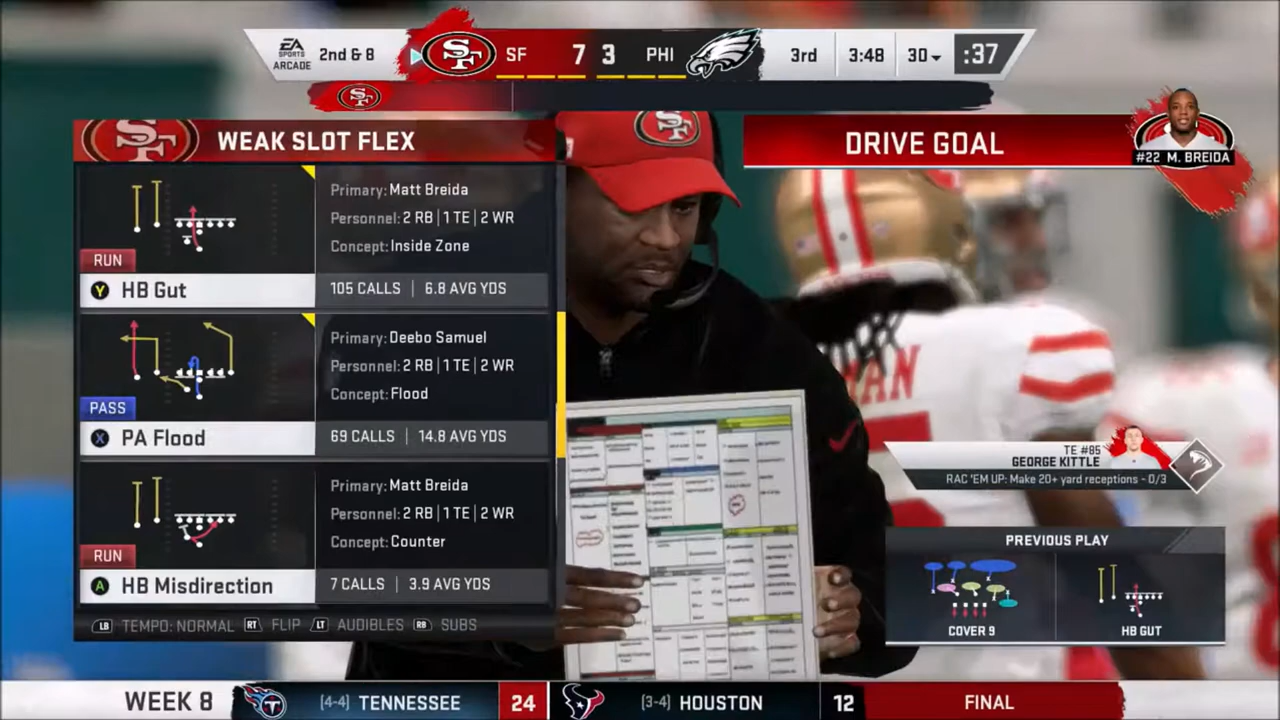 EA SPORTS ARCADE 2nd & 8 SF 7 3 PHI 3rd 3:48 30 :37
WEAK SLOT FLEX
Primary: Matt Breida
Personnel: 2 RB | 1 TE | 2 WR
Concept: Inside Zone
RUN
Y HB Gut
105 CALLS | 6.8 AVG YDS
Primary: Deebo Samuel
Personnel: 2 RB | 1 TE | 2 WR
Concept: Flood
PASS
X PA Flood
69 CALLS | 14.8 AVG YDS
Primary: Matt Breida
Personnel: 2 RB | 1 TE | 2 WR
Concept: Counter
RUN
A HB Misdirection
7 CALLS | 3.9 AVG YDS
LB TEMPO: NORMAL RT FLIP LT AUDIBLES RB SUBS
DRIVE GOAL
#22 M. BREIDA
TE #85
GEORGE KITTLE
RAC 'EM UP: Make 20+ yard receptions - 0/3
PREVIOUS PLAY
COVER 9
HB GUT
WEEK 8 (4-4) TENNESSEE 24 (3-4) HOUSTON 12 FINAL